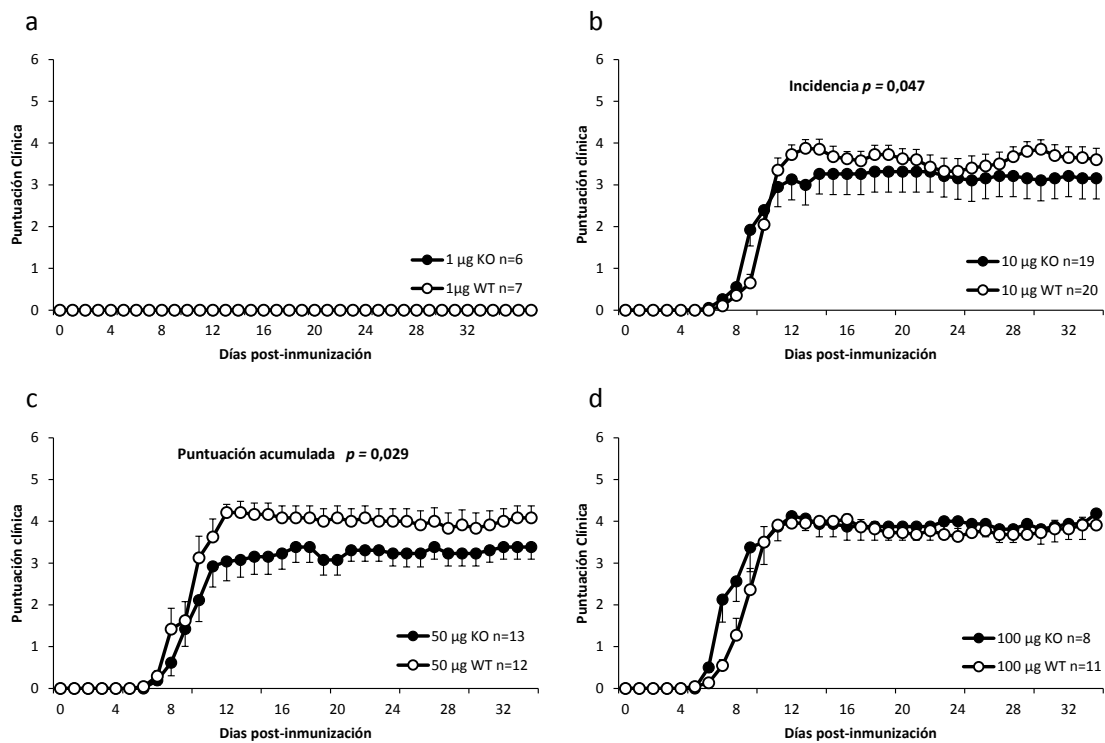 a
6
5
4
3
2
1
0
Puntuación Clínica
1 µg KO n=6
1µg WT n=7
0 4 8 12 16 20 24 28 32
Días post-inmunización
b
6
5
4
3
2
1
0
Puntuación Clínica
Incidencia p = 0,047
10 µg KO n=19
10 µg WT n=20
0 4 8 12 16 20 24 28 32
Dias post-inmunización
c
6
5
4
3
2
1
0
Puntuación Clínica
Puntuación acumulada p = 0,029
50 µg KO n=13
50 µg WT n=12
0 4 8 12 16 20 24 28 32
Dias post-inmunización
d
6
5
4
3
2
1
0
Puntuación Clínica
100 µg KO n=8
100 µg WT n=11
0 4 8 12 16 20 24 28 32
Días post-inmunización